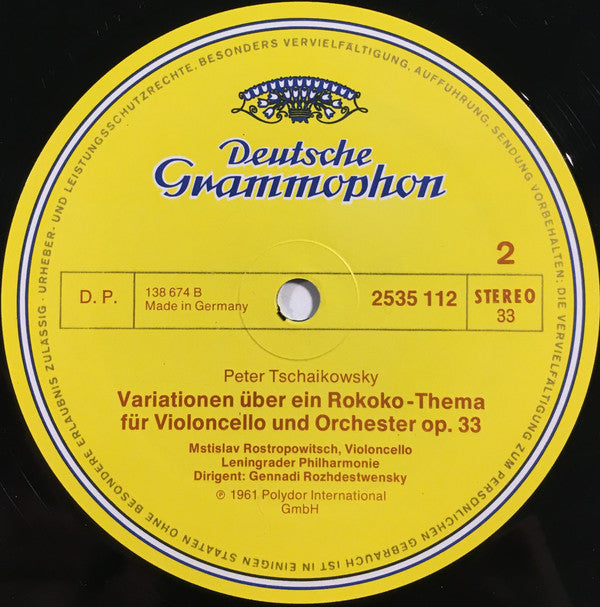 Deutsche
Grammophon
2
D. P.
138 674 B
Made in Germany
2535 112
STEREO
33
Peter Tschaikowsky
Variationen über ein Rokoko-Thema
für Violoncello und Orchester op. 33
Mstislav Rostropowitsch, Violoncello
Leningrader Philharmonie
Dirigent: Gennadi Rozhdestwensky
℗ 1961 Polydor International
GmbH
URHEBER- UND LEISTUNGSSCHUTZRECHTE, BESONDERS VERVIELFÄLTIGUNG, AUFFÜHRUNG, SENDUNG VORBEHALTEN; DIE VERVIELFÄLTIGUNG ZUM PERSÖNLICHEN GEBRAUCH IST IN EINIGEN STAATEN OHNE BESONDERE ERLAUBNIS ZULÄSSIG ·